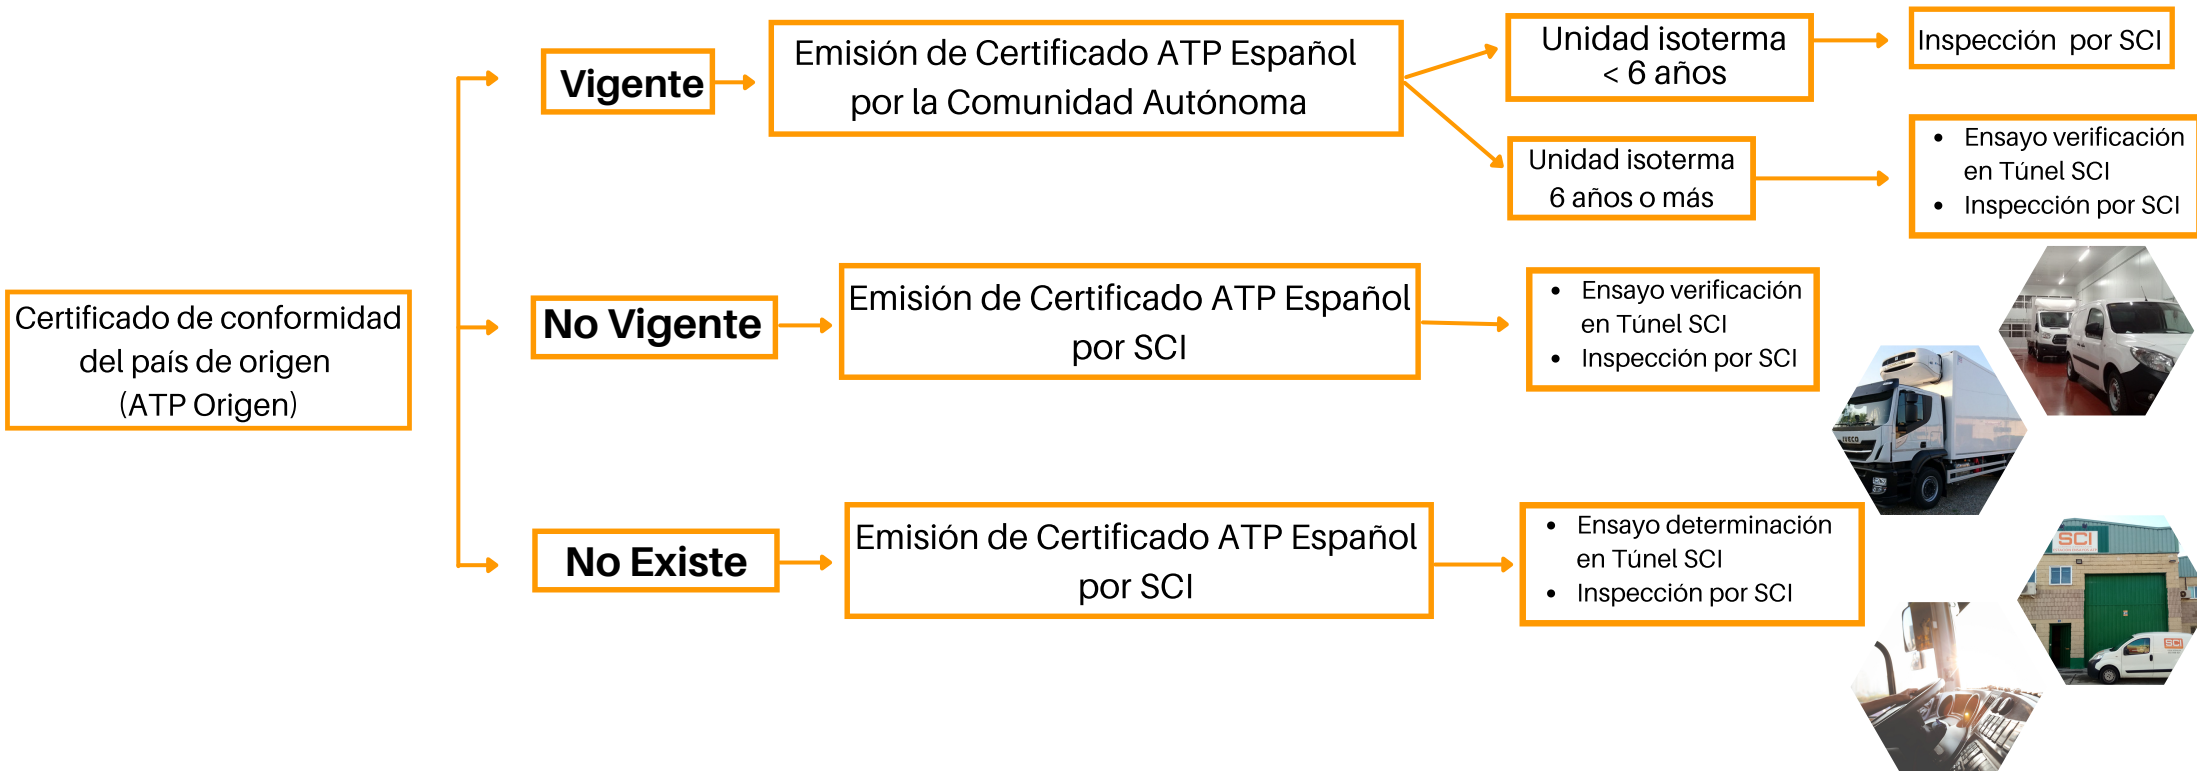 Certificado de conformidad
del país de origen
(ATP Origen)
Vigente
Emisión de Certificado ATP Español
por la Comunidad Autónoma
Unidad isoterma
< 6 años
Inspección por SCI
Unidad isoterma
6 años o más
• Ensayo verificación
en Túnel SCI
• Inspección por SCI
No Vigente
Emisión de Certificado ATP Español
por SCI
• Ensayo verificación
en Túnel SCI
• Inspección por SCI
No Existe
Emisión de Certificado ATP Español
por SCI
• Ensayo determinación
en Túnel SCI
• Inspección por SCI
IVECO
SCI
SCI